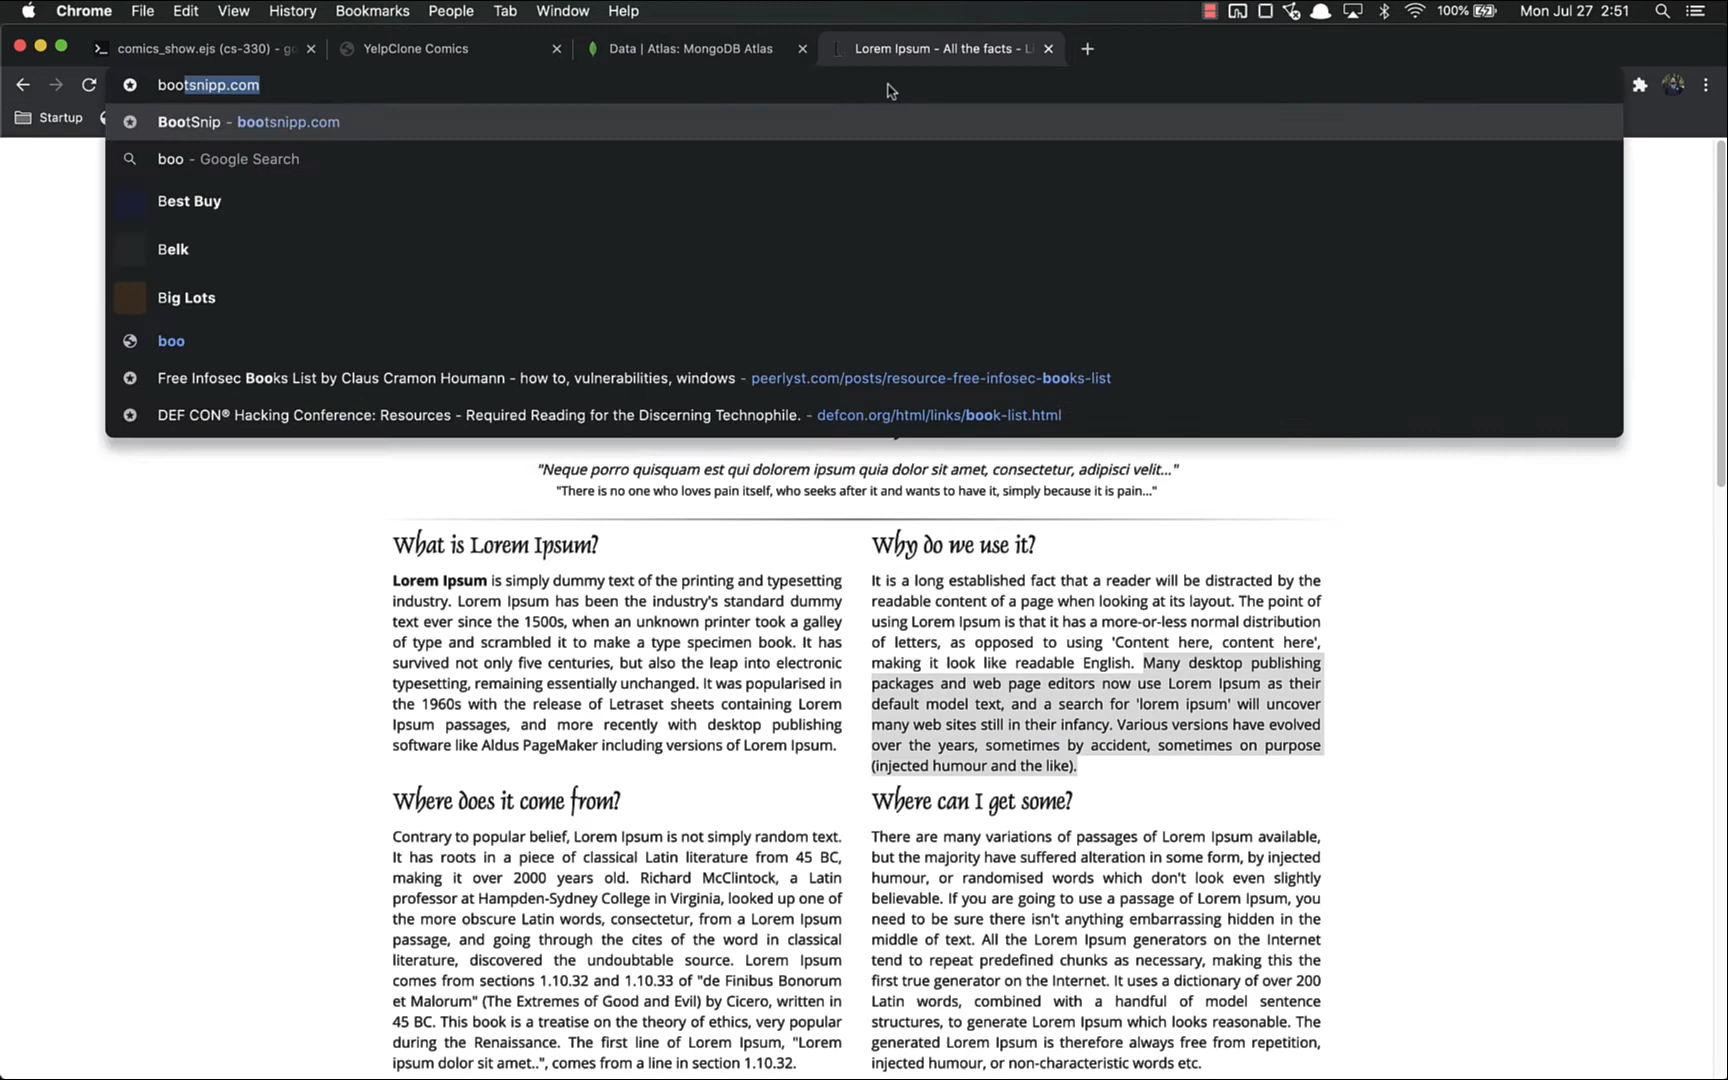 Chrome File Edit View History Bookmarks People Tab Window Help 100% Mon Jul 27 2:51
comics_show.ejs (cs-330) - g
YelpClone Comics
Data | Atlas: MongoDB Atlas
Lorem Ipsum - All the facts - L
bootsnipp.com
Startup
BootSnip - bootsnipp.com
boo - Google Search
Best Buy
Belk
Big Lots
boo
Free Infosec Books List by Claus Cramon Houmann - how to, vulnerabilities, windows - peerlyst.com/posts/resource-free-infosec-books-list
DEF CON® Hacking Conference: Resources - Required Reading for the Discerning Technophile. - defcon.org/html/links/book-list.html
"Neque porro quisquam est qui dolorem ipsum quia dolor sit amet, consectetur, adipisci velit..."
"There is no one who loves pain itself, who seeks after it and wants to have it, simply because it is pain..."
What is Lorem Ipsum?
Lorem Ipsum is simply dummy text of the printing and typesetting
industry. Lorem Ipsum has been the industry's standard dummy
text ever since the 1500s, when an unknown printer took a galley
of type and scrambled it to make a type specimen book. It has
survived not only five centuries, but also the leap into electronic
typesetting, remaining essentially unchanged. It was popularised in
the 1960s with the release of Letraset sheets containing Lorem
Ipsum passages, and more recently with desktop publishing
software like Aldus PageMaker including versions of Lorem Ipsum.
Why do we use it?
It is a long established fact that a reader will be distracted by the
readable content of a page when looking at its layout. The point of
using Lorem Ipsum is that it has a more-or-less normal distribution
of letters, as opposed to using 'Content here, content here',
making it look like readable English. Many desktop publishing
packages and web page editors now use Lorem Ipsum as their
default model text, and a search for 'lorem ipsum' will uncover
many web sites still in their infancy. Various versions have evolved
over the years, sometimes by accident, sometimes on purpose
(injected humour and the like).
Where does it come from?
Contrary to popular belief, Lorem Ipsum is not simply random text.
It has roots in a piece of classical Latin literature from 45 BC,
making it over 2000 years old. Richard McClintock, a Latin
professor at Hampden-Sydney College in Virginia, looked up one of
the more obscure Latin words, consectetur, from a Lorem Ipsum
passage, and going through the cites of the word in classical
literature, discovered the undoubtable source. Lorem Ipsum
comes from sections 1.10.32 and 1.10.33 of "de Finibus Bonorum
et Malorum" (The Extremes of Good and Evil) by Cicero, written in
45 BC. This book is a treatise on the theory of ethics, very popular
during the Renaissance. The first line of Lorem Ipsum, "Lorem
ipsum dolor sit amet..", comes from a line in section 1.10.32.
Where can I get some?
There are many variations of passages of Lorem Ipsum available,
but the majority have suffered alteration in some form, by injected
humour, or randomised words which don't look even slightly
believable. If you are going to use a passage of Lorem Ipsum, you
need to be sure there isn't anything embarrassing hidden in the
middle of text. All the Lorem Ipsum generators on the Internet
tend to repeat predefined chunks as necessary, making this the
first true generator on the Internet. It uses a dictionary of over 200
Latin words, combined with a handful of model sentence
structures, to generate Lorem Ipsum which looks reasonable. The
generated Lorem Ipsum is therefore always free from repetition,
injected humour, or non-characteristic words etc.